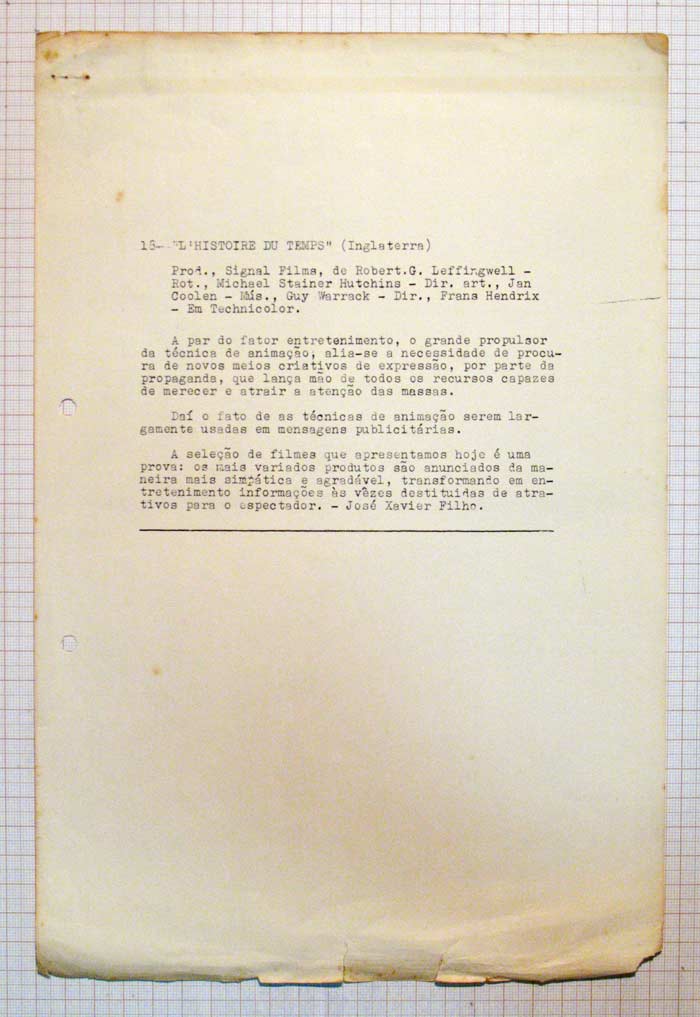 16- "L'HISTOIRE DU TEMPS" (Inglaterra)
Prod., Signal Films, de Robert.G. Leffingwell -
Rot., Michael Stainer Hutchins - Dir. art., Jan
Coolen - Mús., Guy Warrack - Dir., Frans Hendrix
- Em Technicolor.
A par do fator entretenimento, o grande propulsor
da técnica de animação, alia-se a necessidade de procu-
ra de novos meios criativos de expressão, por parte da
propaganda, que lança mão de todos os recursos capazes
de merecer e atrair a atenção das massas.
Daí o fato de as técnicas de animação serem lar-
gamente usadas em mensagens publicitárias.
A seleção de filmes que apresentamos hoje é uma
prova: os mais variados produtos são anunciados da ma-
neira mais simpática e agradável, transformando em en-
tretenimento informações às vêzes destituidas de atra-
tivos para o espectador. - José Xavier Filho.